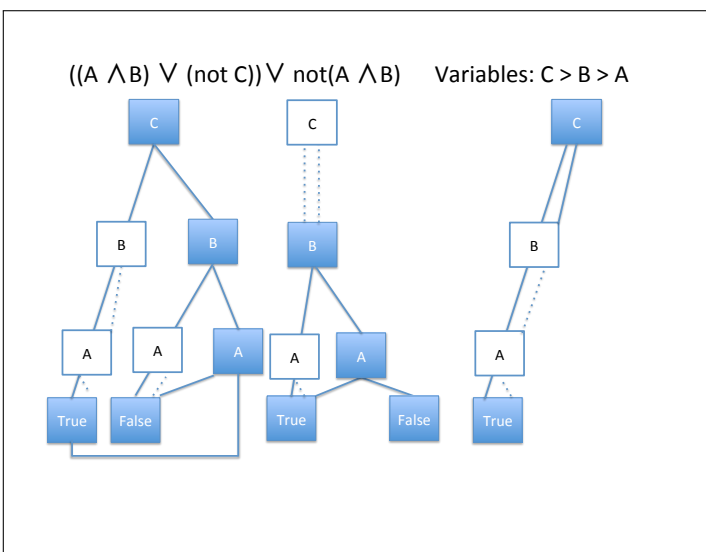 ((A ∧B) ∨ (not C)) ∨ not(A ∧B) Variables: C > B > A
C C C
B B B B
A A A A A A
True False True False True